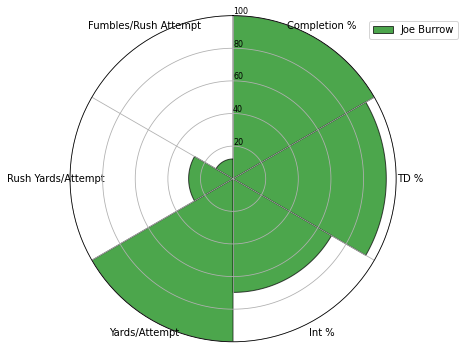 100
Fumbles/Rush Attempt
Completion %
Joe Burrow
80
60
40
20
Rush Yards/Attempt
TD %
Yards/Attempt
Int %